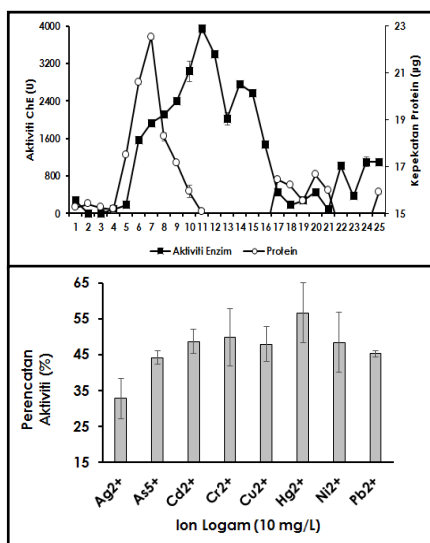 4000
3200
2400
1600
800
0
Aktiviti ChE (U)
23
21
19
17
15
Kepekatan Protein (µg)
1 2 3 4 5 6 7 8 9 10 11 12 13 14 15 16 17 18 19 20 21 22 23 24 25
Aktiviti Enzim Protein
65
55
45
35
25
15
Perencatan
Aktiviti (%)
Ag2+ As5+ Cd2+ Cr2+ Cu2+ Hg2+ Ni2+ Pb2+
Ion Logam (10 mg/L)